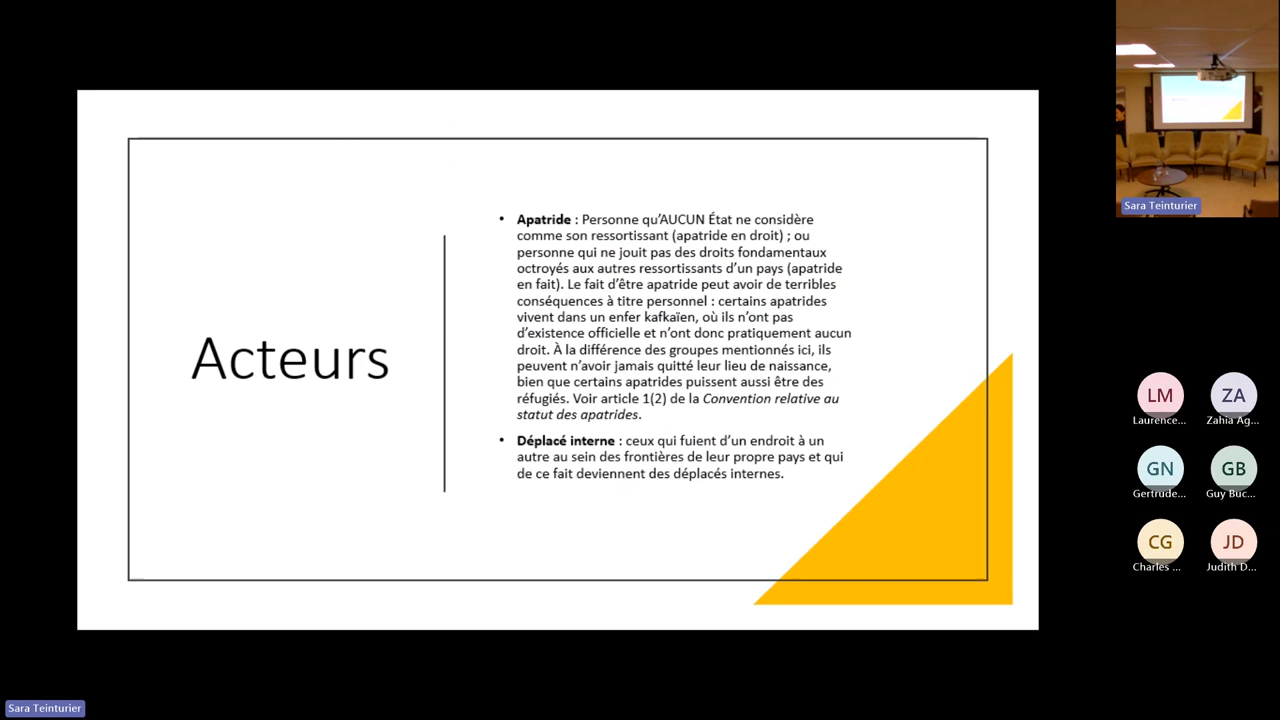 Acteurs
• Apatride : Personne qu'AUCUN État ne considère
comme son ressortissant (apatride en droit) ; ou
personne qui ne jouit pas des droits fondamentaux
octroyés aux autres ressortissants d'un pays (apatride
en fait). Le fait d'être apatride peut avoir de terribles
conséquences à titre personnel : certains apatrides
vivent dans un enfer kafkaïen, où ils n'ont pas
d'existence officielle et n'ont donc pratiquement aucun
droit. À la différence des groupes mentionnés ici, ils
peuvent n'avoir jamais quitté leur lieu de naissance,
bien que certains apatrides puissent aussi être des
réfugiés. Voir article 1(2) de la Convention relative au
statut des apatrides.
• Déplacé interne : ceux qui fuient d'un endroit à un
autre au sein des frontières de leur propre pays et qui
de ce fait deviennent des déplacés internes.
Sara Teinturier
LM
Laurence...
ZA
Zahia Ag...
GN
Gertrude...
GB
Guy Buc...
CG
Charles ...
JD
Judith D...
Sara Teinturier